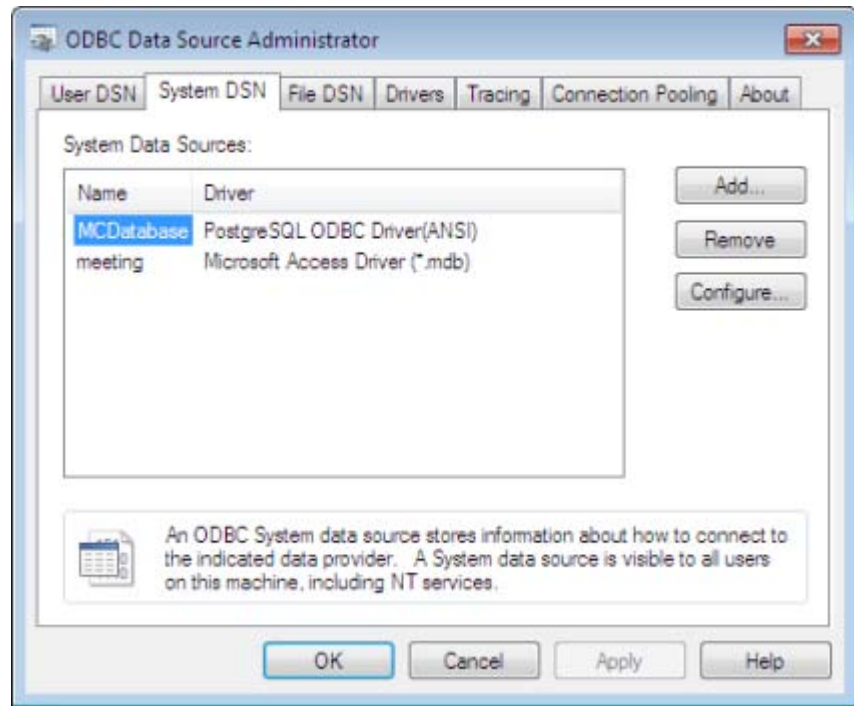 ODBC Data Source Administrator
User DSN System DSN File DSN Drivers Tracing Connection Pooling About
System Data Sources:
Name Driver
MCDatabase PostgreSQL ODBC Driver(ANSI)
meeting Microsoft Access Driver (*.mdb)
Add...
Remove
Configure...
An ODBC System data source stores information about how to connect to
the indicated data provider. A System data source is visible to all users
on this machine, including NT services.
OK Cancel Apply Help